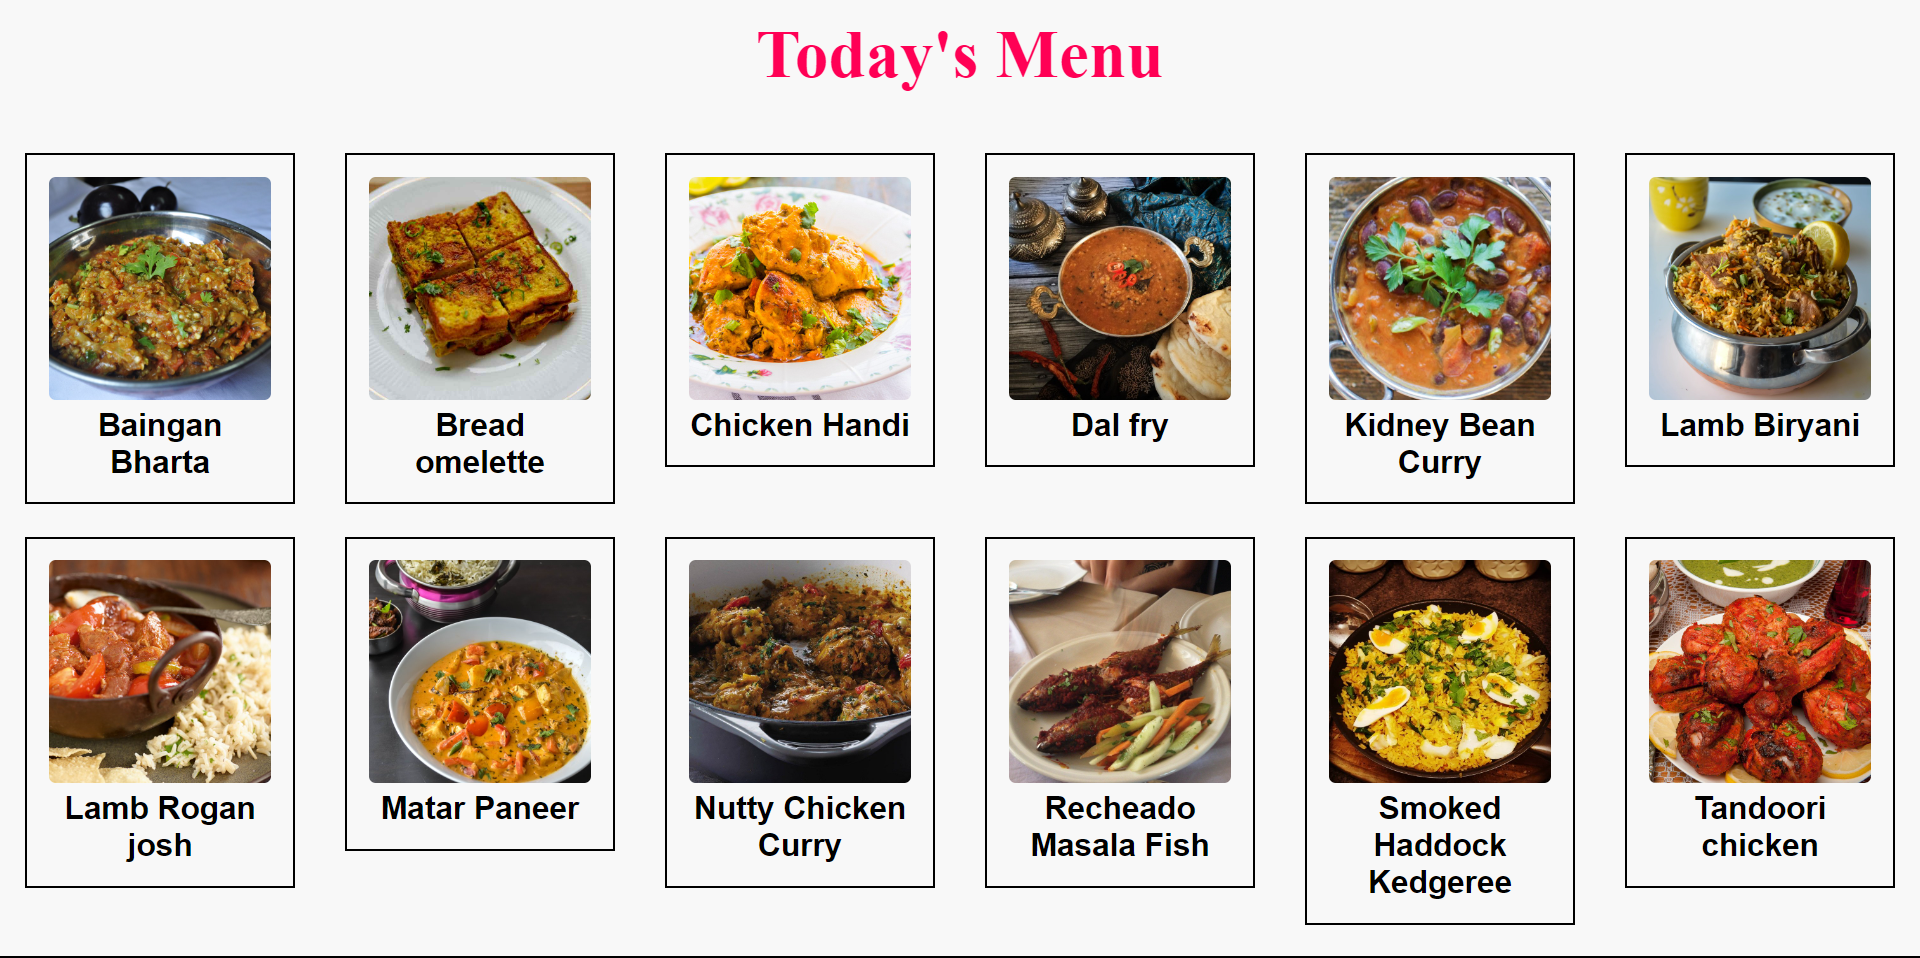 Today's Menu
Baingan
Bharta
Bread
omelette
Chicken Handi
Dal fry
Kidney Bean
Curry
Lamb Biryani
Lamb Rogan
josh
Matar Paneer
Nutty Chicken
Curry
Recheado
Masala Fish
Smoked
Haddock
Kedgeree
Tandoori
chicken